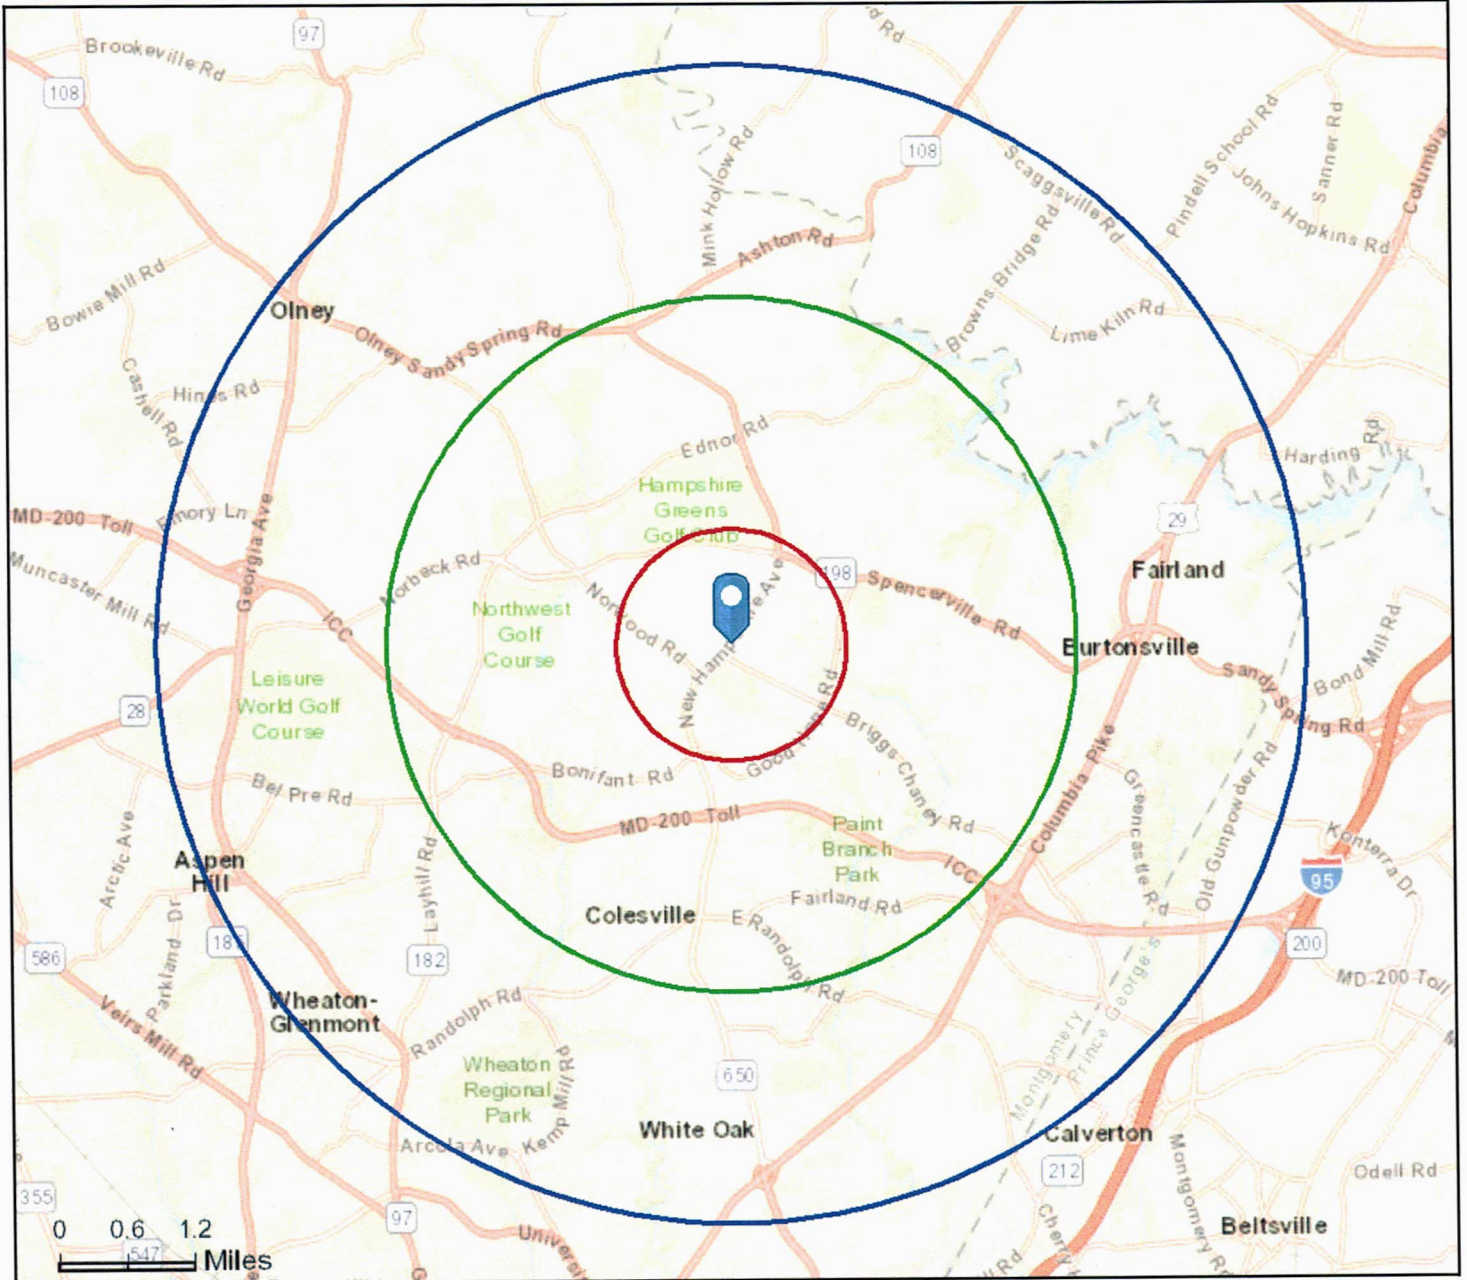 97
Brookeville Rd
108
108
Mink Hollow Rd
Ashton Rd
Scaggsville Rd
Pindell School Rd
Sanner Rd
Johns Hopkins Rd
Columbia
Bowie Mill Rd
Olney
Olney Sandy Spring Rd
Browns Bridge Rd
Lime Kiln Rd
Cashell Rd
Hines Rd
Ednor Rd
Harding Rd
Hampshire
Greens
Golf Club
MD-200 Toll
Emory Ln
Georgia Ave
29
Muncaster Mill Rd
Norbeck Rd
ICC
198
Spencerville Rd
Fairland
Norwood Rd
New Hampshire Ave
Northwest
Golf
Course
Burtonsville
Sandy Spring Rd
Bond Mill Rd
Leisure
World Golf
Course
28
Good Hope Rd
Briggs Chaney Rd
Bonifant Rd
Bel Pre Rd
Columbia Pike
Greencastle Rd
Old Gunpowder Rd
MD-200 Toll
Paint
Branch
Park
ICC
Konterra Dr
95
Arctic Ave
Aspen
Hill
Layhill Rd
Fairland Rd
Colesville
E Randolph Rd
Parkland Dr
586
182
200
MD-200 Toll
Wheaton-
Glenmont
Randolph Rd
Veirs Mill Rd
Montgomery
Prince George's
Wheaton
Regional
Park
Kemp Mill Rd
650
White Oak
Arcola Ave
Calverton
212
Montgomery Rd
Odell Rd
355
97
Beltsville
Cherry
0 0.6 1.2
547
Miles